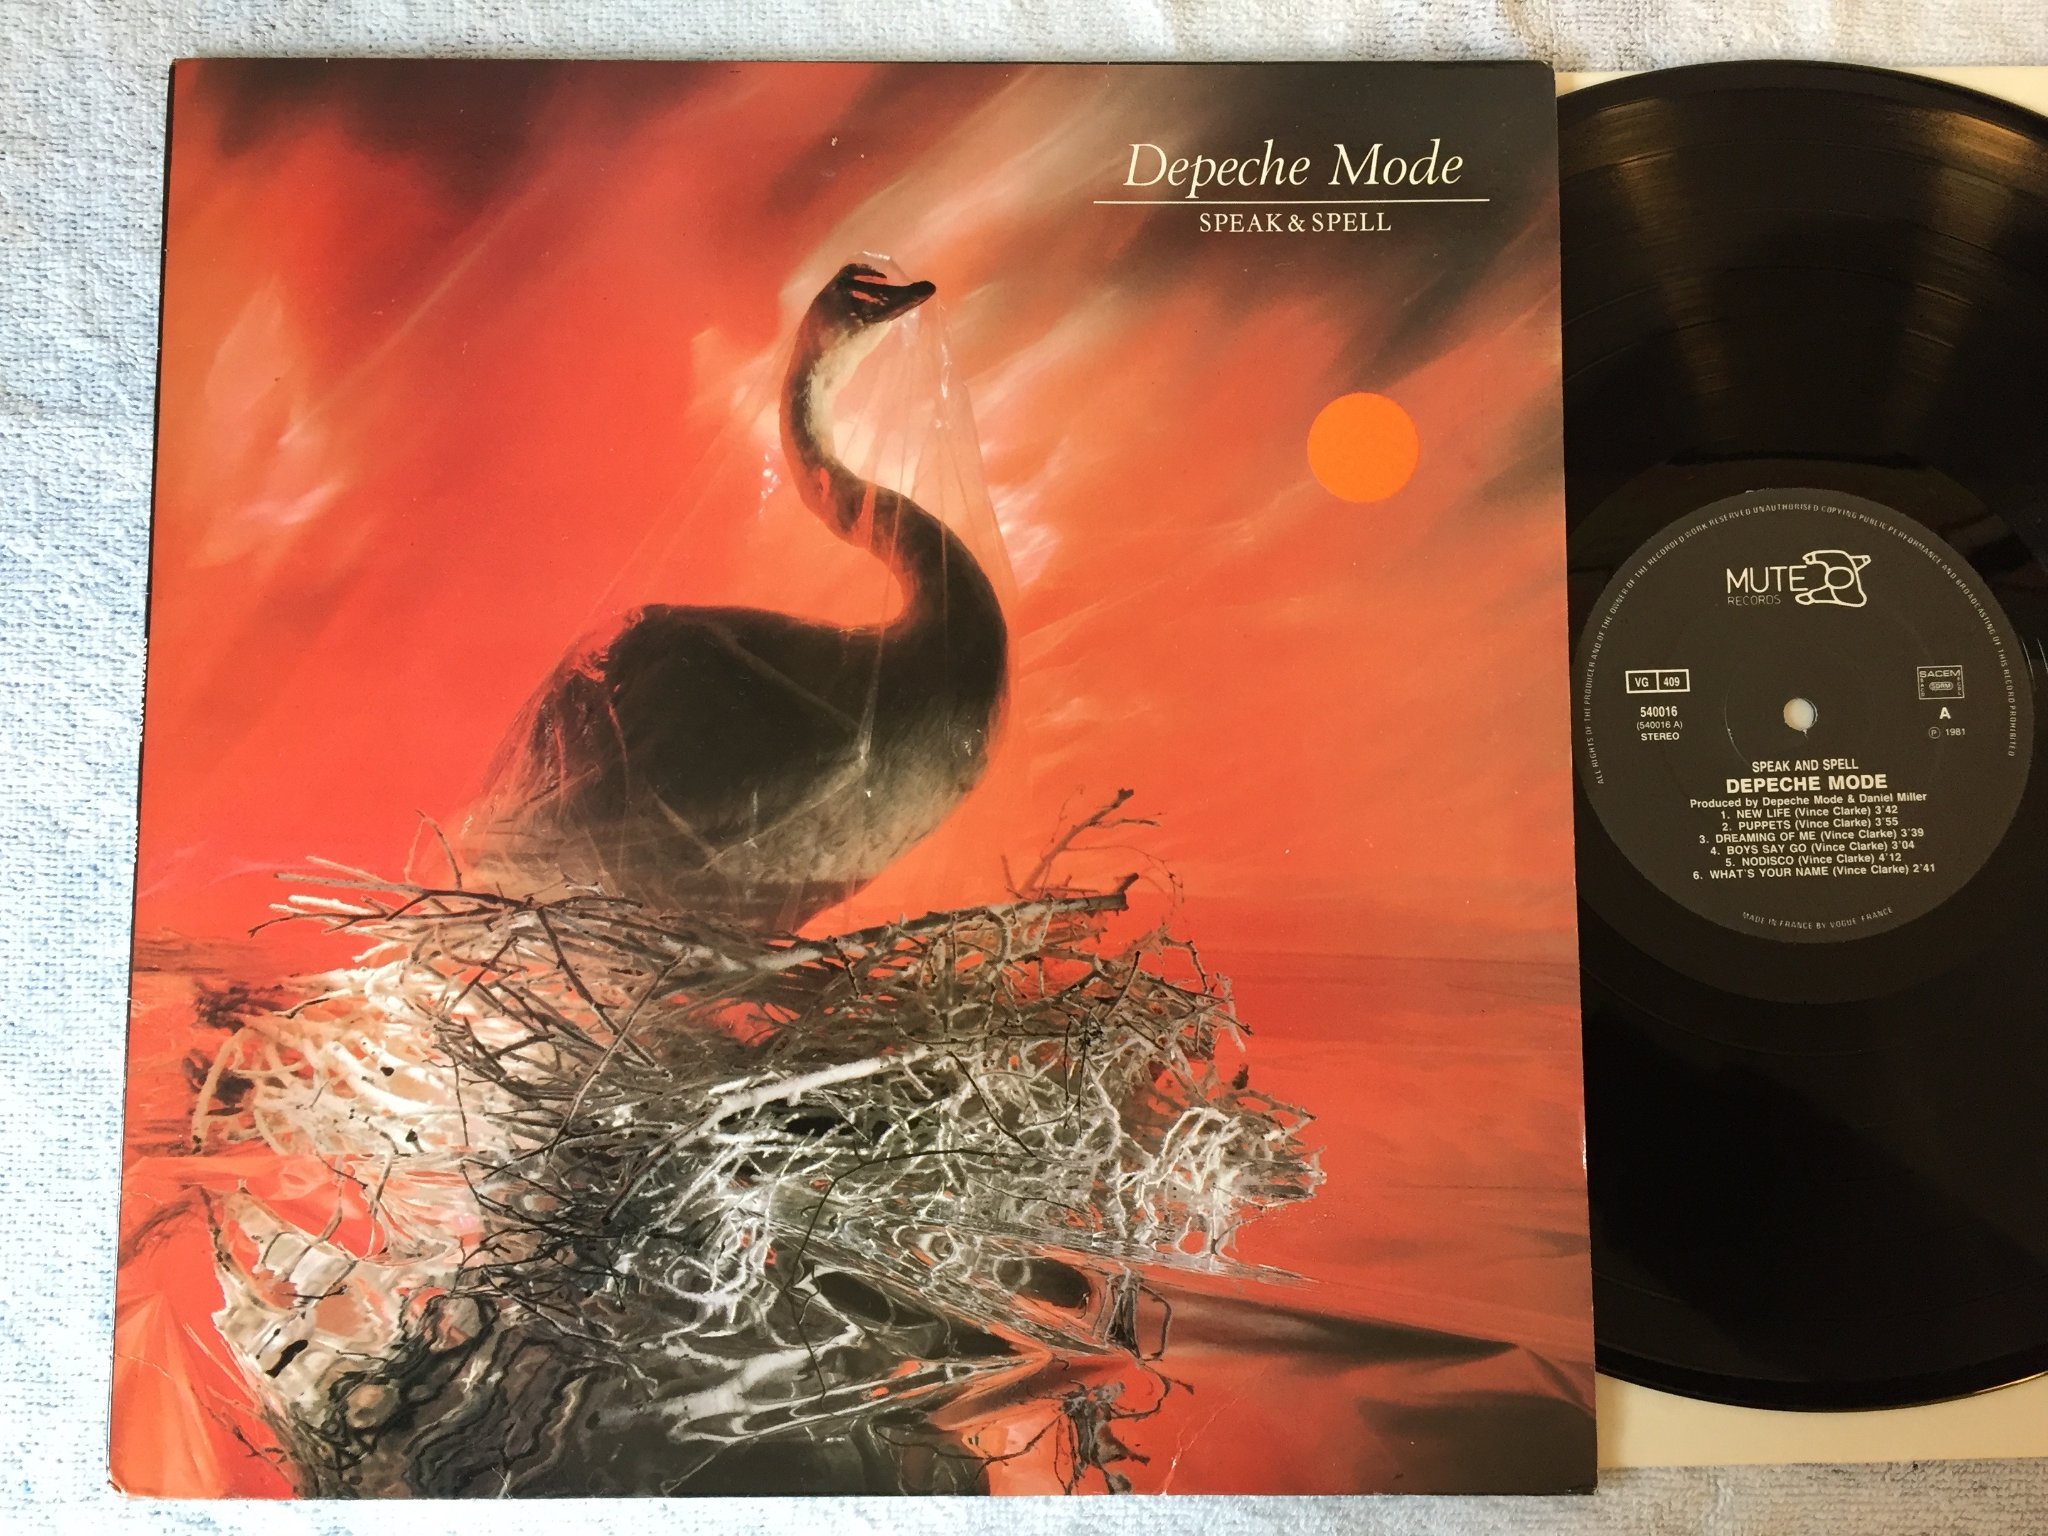 Depeche Mode
SPEAK & SPELL
ALL RIGHTS OF THE PRODUCER AND OF THE OWNER OF THE RECORDED WORK RESERVED UNAUTHORISED COPYING PUBLIC PERFORMANCE AND BROADCASTING OF THIS RECORD PROHIBITED
MUTE
RECORDS
VG 409
SACEM
SDRM
540016
(540016 A)
STEREO
A
Ⓟ 1981
SPEAK AND SPELL
DEPECHE MODE
Produced by Depeche Mode & Daniel Miller
1. NEW LIFE (Vince Clarke) 3'42
2. PUPPETS (Vince Clarke) 3'55
3. DREAMING OF ME (Vince Clarke) 3'39
4. BOYS SAY GO (Vince Clarke) 3'04
5. NODISCO (Vince Clarke) 4'12
6. WHAT'S YOUR NAME (Vince Clarke) 2'41
MADE IN FRANCE BY VOGUE FRANCE